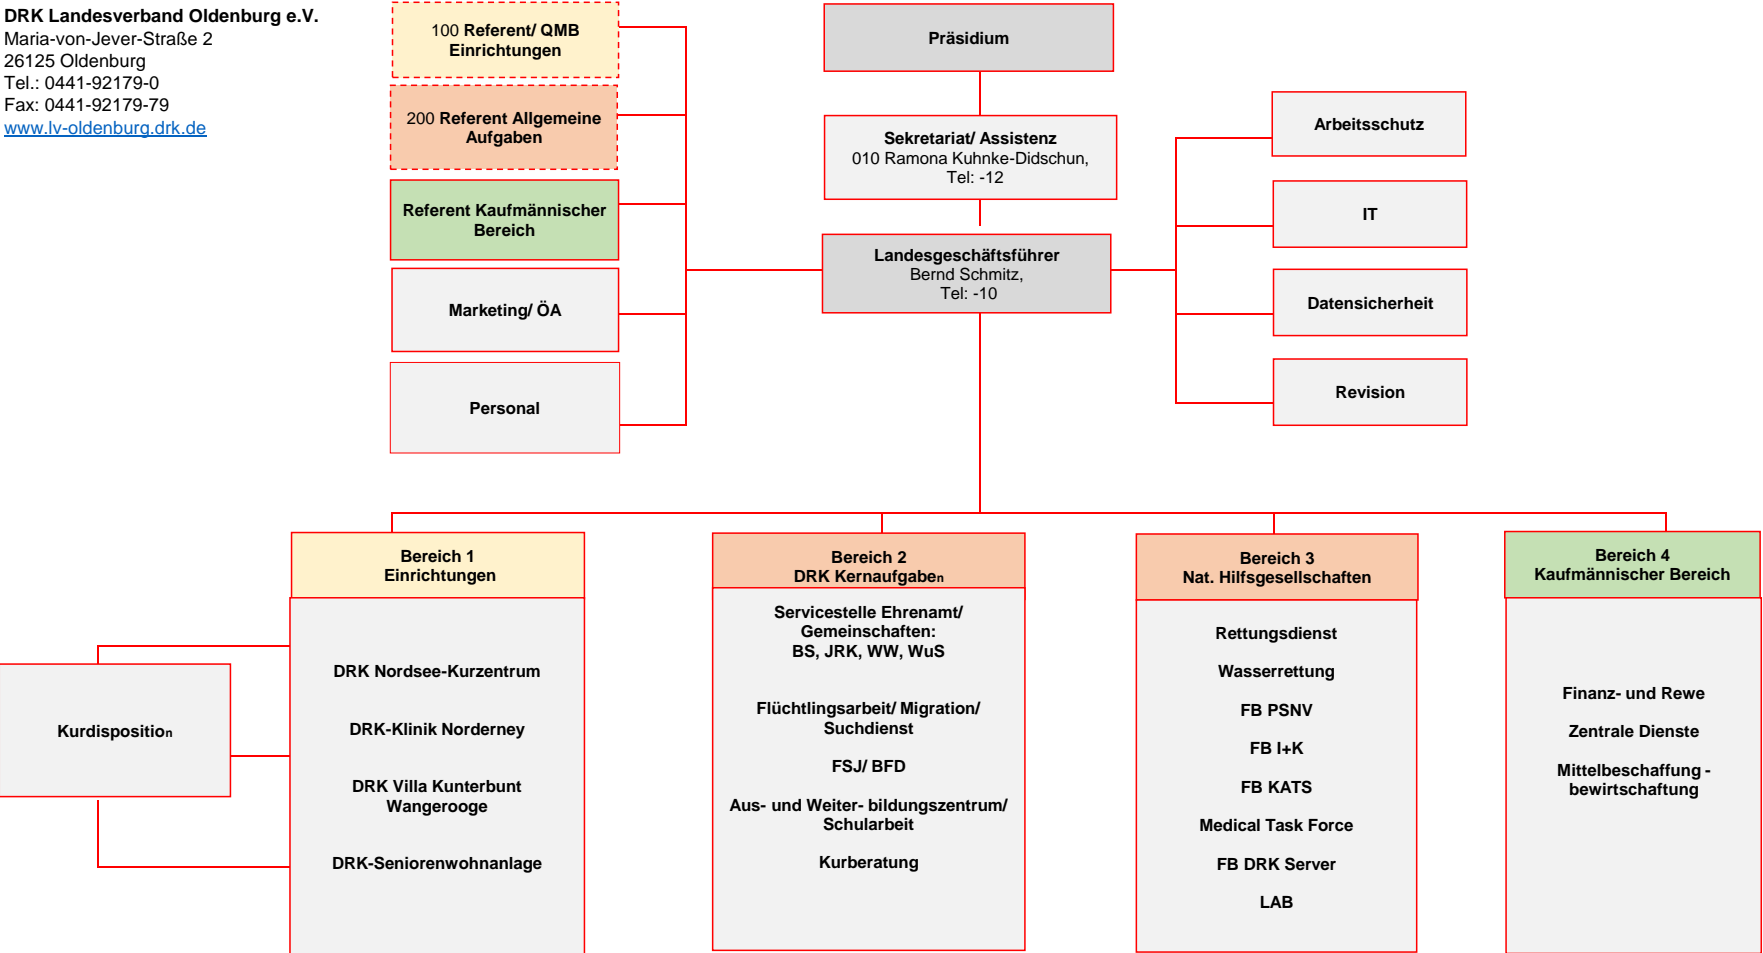 DRK Landesverband Oldenburg e.V.
Maria-von-Jever-Straße 2
26125 Oldenburg
Tel.: 0441-92179-0
Fax: 0441-92179-79
www.lv-oldenburg.drk.de
100 Referent/ QMB
Einrichtungen
200 Referent Allgemeine
Aufgaben
Referent Kaufmännischer
Bereich
Marketing/ ÖA
Personal
Präsidium
Sekretariat/ Assistenz
010 Ramona Kuhnke-Didschun,
Tel: -12
Landesgeschäftsführer
Bernd Schmitz,
Tel: -10
Arbeitsschutz
IT
Datensicherheit
Revision
Kurdisposition
Bereich 1
Einrichtungen
DRK Nordsee-Kurzentrum
DRK-Klinik Norderney
DRK Villa Kunterbunt
Wangerooge
DRK-Seniorenwohnanlage
Bereich 2
DRK Kernaufgaben
Servicestelle Ehrenamt/
Gemeinschaften:
BS, JRK, WW, WuS
Flüchtlingsarbeit/ Migration/
Suchdienst
FSJ/ BFD
Aus- und Weiter- bildungszentrum/
Schularbeit
Kurberatung
Bereich 3
Nat. Hilfsgesellschaften
Rettungsdienst
Wasserrettung
FB PSNV
FB I+K
FB KATS
Medical Task Force
FB DRK Server
LAB
Bereich 4
Kaufmännischer Bereich
Finanz- und Rewe
Zentrale Dienste
Mittelbeschaffung -
bewirtschaftung